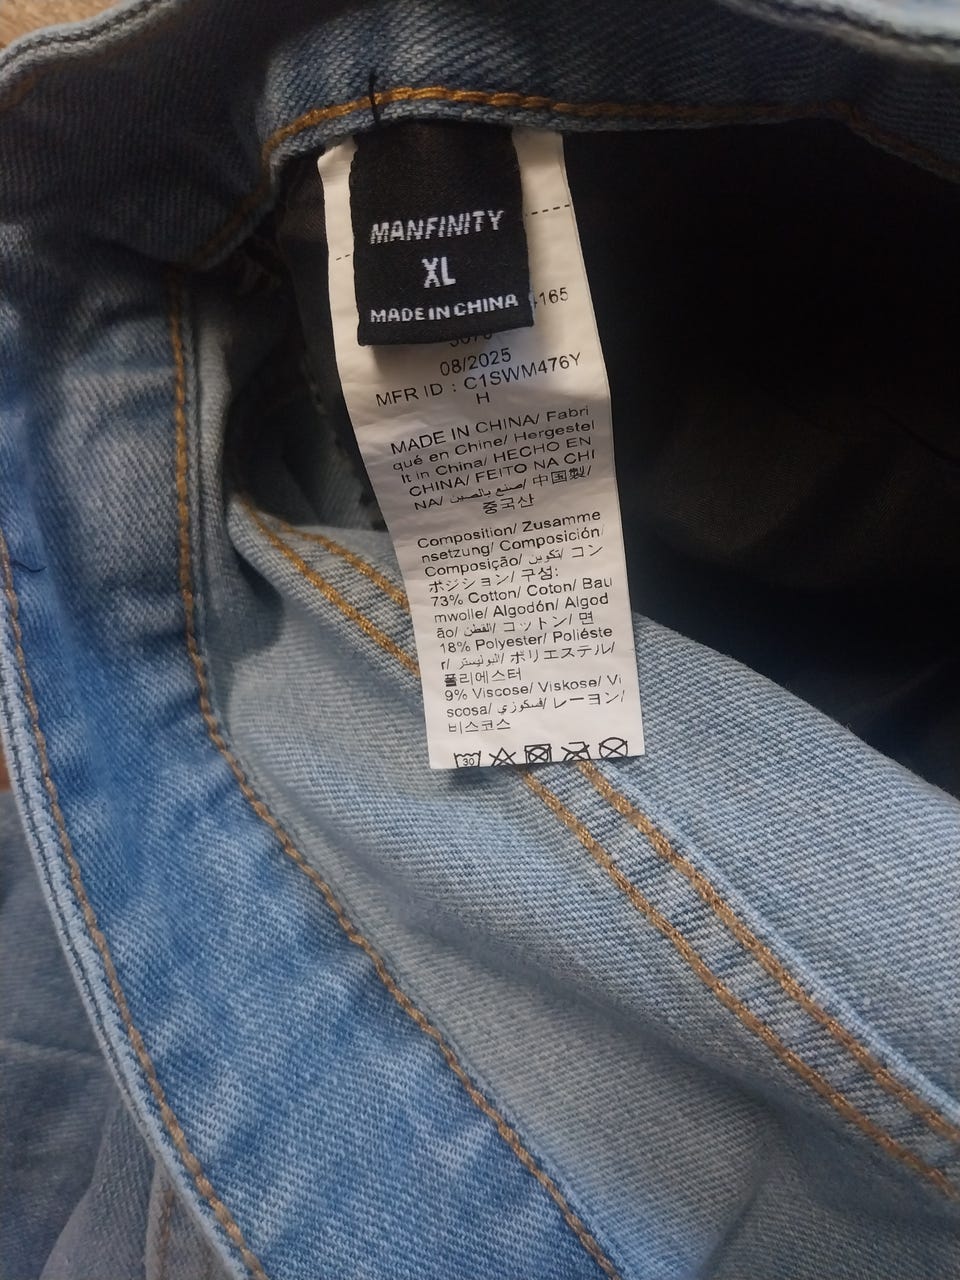 MANFINITY
XL
MADE IN CHINA
4165
08/2025
MFR ID : C1SWM476Y
H
MADE IN CHINA/ Fabri
qué en Chine/ Hergestel
lt in China/ HECHO EN
CHINA/ FEITO NA CHI
NA/ صنع بالصين/ 中国製/
중국산
Composition/ Zusamme
nsetzung/ Composición/
Composição/ تكوين/ コン
ポジション/ 구성:
73% Cotton/ Coton/ Bau
mwolle/ Algodón/ Algod
ão/ القطن/ コットン/ 면
18% Polyester/ Poliéste
r/ البوليستر/ ポリエステル/
폴리에스터
9% Viscose/ Viskose/ Vi
scosa/ فسكوزي/ レーヨン/
비스코스
30